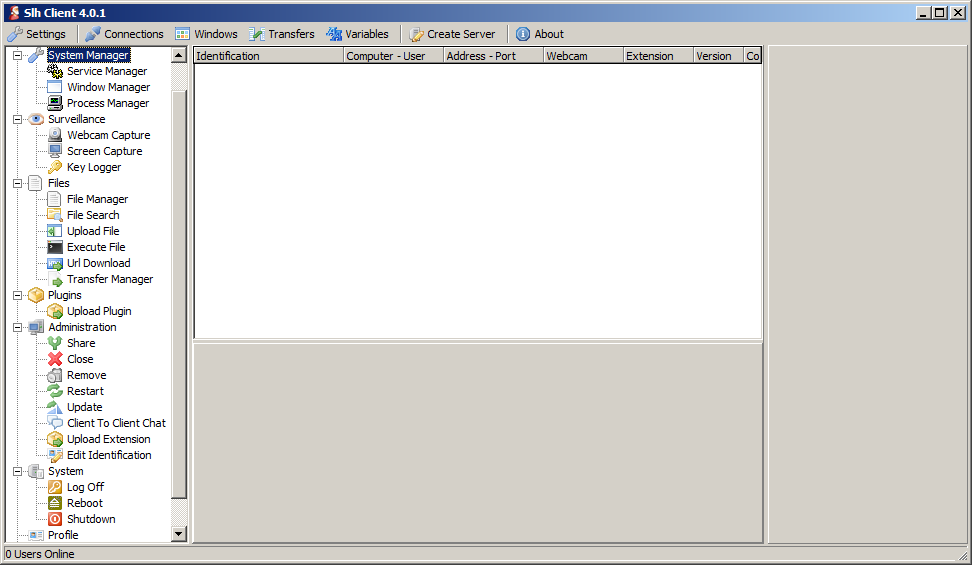 Slh Client 4.0.1
Settings Connections Windows Transfers Variables Create Server About
System Manager
Service Manager
Window Manager
Process Manager
Surveillance
Webcam Capture
Screen Capture
Key Logger
Files
File Manager
File Search
Upload File
Execute File
Url Download
Transfer Manager
Plugins
Upload Plugin
Administration
Share
Close
Remove
Restart
Update
Client To Client Chat
Upload Extension
Edit Identification
System
Log Off
Reboot
Shutdown
Profile
Identification Computer - User Address - Port Webcam Extension Version Co
0 Users Online